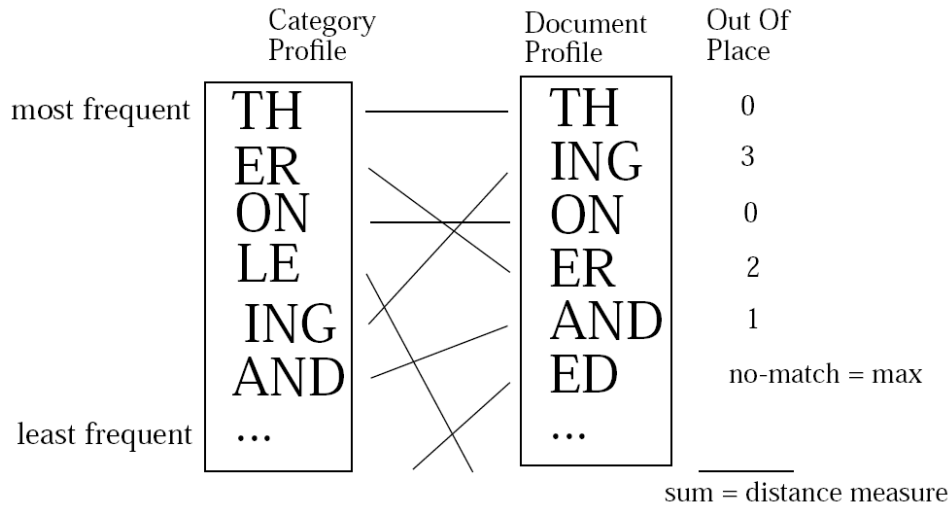 Category
Profile
Document
Profile
Out Of
Place
most frequent
TH
TH
0
ER
ING
3
ON
ON
0
LE
ER
2
ING
AND
1
AND
ED
no-match = max
least frequent
...
...
sum = distance measure